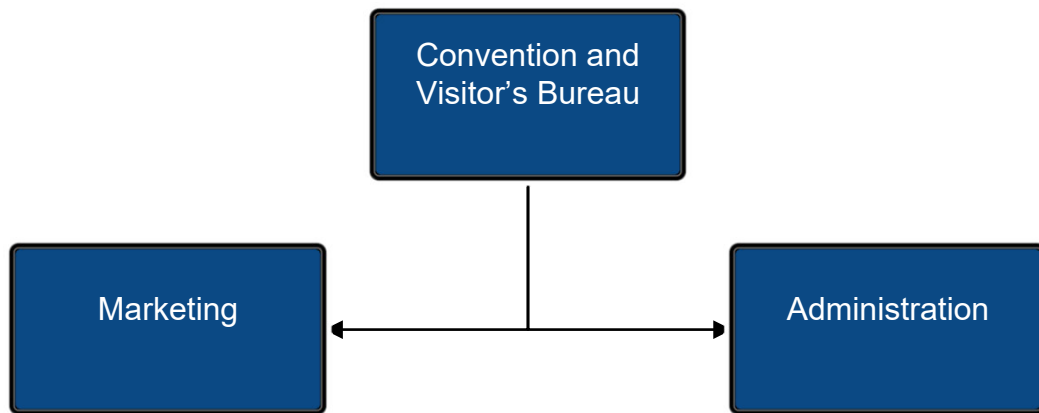 Convention and
Visitor’s Bureau
Marketing
Administration